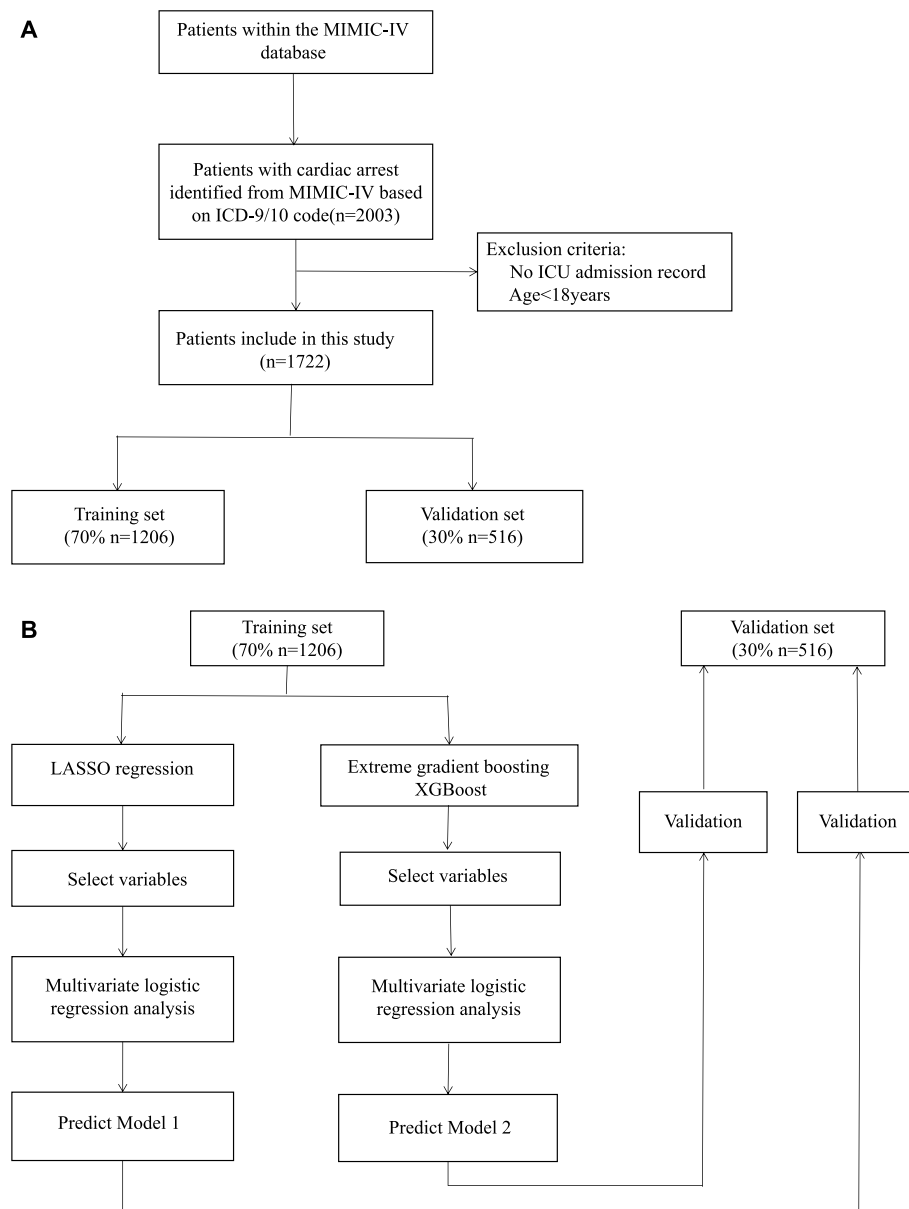 A
Patients within the MIMIC-IV
database
Patients with cardiac arrest
identified from MIMIC-IV based
on ICD-9/10 code(n=2003)
Exclusion criteria:
No ICU admission record
Age<18years
Patients include in this study
(n=1722)
Training set
(70% n=1206)
Validation set
(30% n=516)
B
Training set
(70% n=1206)
Validation set
(30% n=516)
LASSO regression
Extreme gradient boosting
XGBoost
Validation
Validation
Select variables
Select variables
Multivariate logistic
regression analysis
Multivariate logistic
regression analysis
Predict Model 1
Predict Model 2